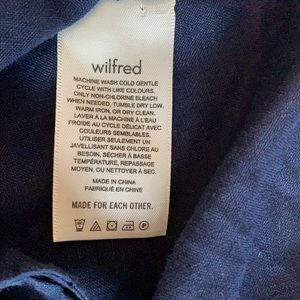 wilfred
MACHINE WASH COLD GENTLE
CYCLE WITH LIKE COLOURS.
ONLY NON-CHLORINE BLEACH
WHEN NEEDED, TUMBLE DRY LOW.
WARM IRON, OR DRY CLEAN.
LAVER À LA MACHINE À L'EAU
FROIDE AU CYCLE DÉLICAT AVEC
COULEURS SEMBLABLES,
UTILISER SEULEMENT UN
JAVELLISANT SANS CHLORE AU
BESOIN, SÉCHER À BASSE
TEMPÉRATURE, REPASSAGE
MOYEN, OU NETTOYER À SEC.
MADE IN CHINA
FABRIQUÉ EN CHINE
MADE FOR EACH OTHER.